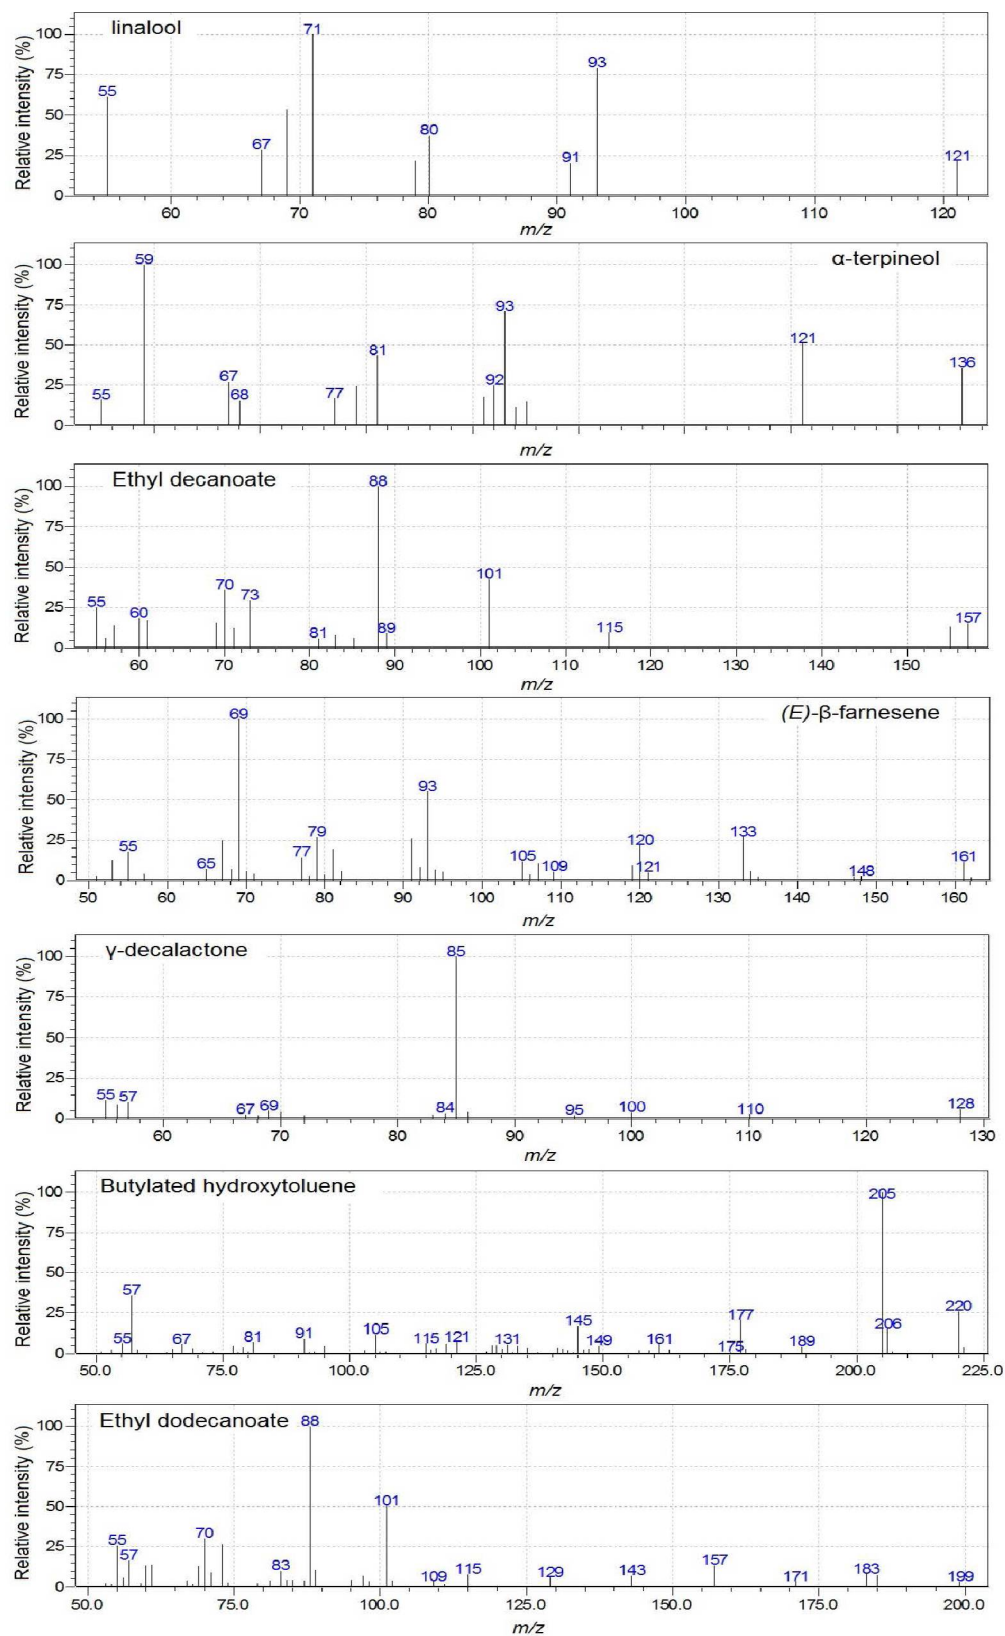 linalool
Relative intensity (%)
100
75
50
25
0
55 67 71 80 91 93 121
60 70 80 90 100 110 120
m/z
α-terpineol
Relative intensity (%)
100
75
50
25
0
55 59 67 68 77 81 92 93 121 136
m/z
Ethyl decanoate
Relative intensity (%)
100
75
50
25
0
55 60 70 73 81 88 89 101 115 157
60 70 80 90 100 110 120 130 140 150
m/z
(E)-β-farnesene
Relative intensity (%)
100
75
50
25
0
55 65 69 77 79 93 105 109 120 121 133 148 161
50 60 70 80 90 100 110 120 130 140 150 160
m/z
γ-decalactone
Relative intensity (%)
100
75
50
25
0
55 57 67 69 84 85 95 100 110 128
60 70 80 90 100 110 120 130
m/z
Butylated hydroxytoluene
Relative intensity (%)
100
75
50
25
0
55 57 67 81 91 105 115 121 131 145 149 161 175 177 189 205 206 220
50.0 75.0 100.0 125.0 150.0 175.0 200.0 225.0
m/z
Ethyl dodecanoate
Relative intensity (%)
100
75
50
25
0
55 57 70 83 88 101 109 115 129 143 157 171 183 199
50.0 75.0 100.0 125.0 150.0 175.0 200.0
m/z